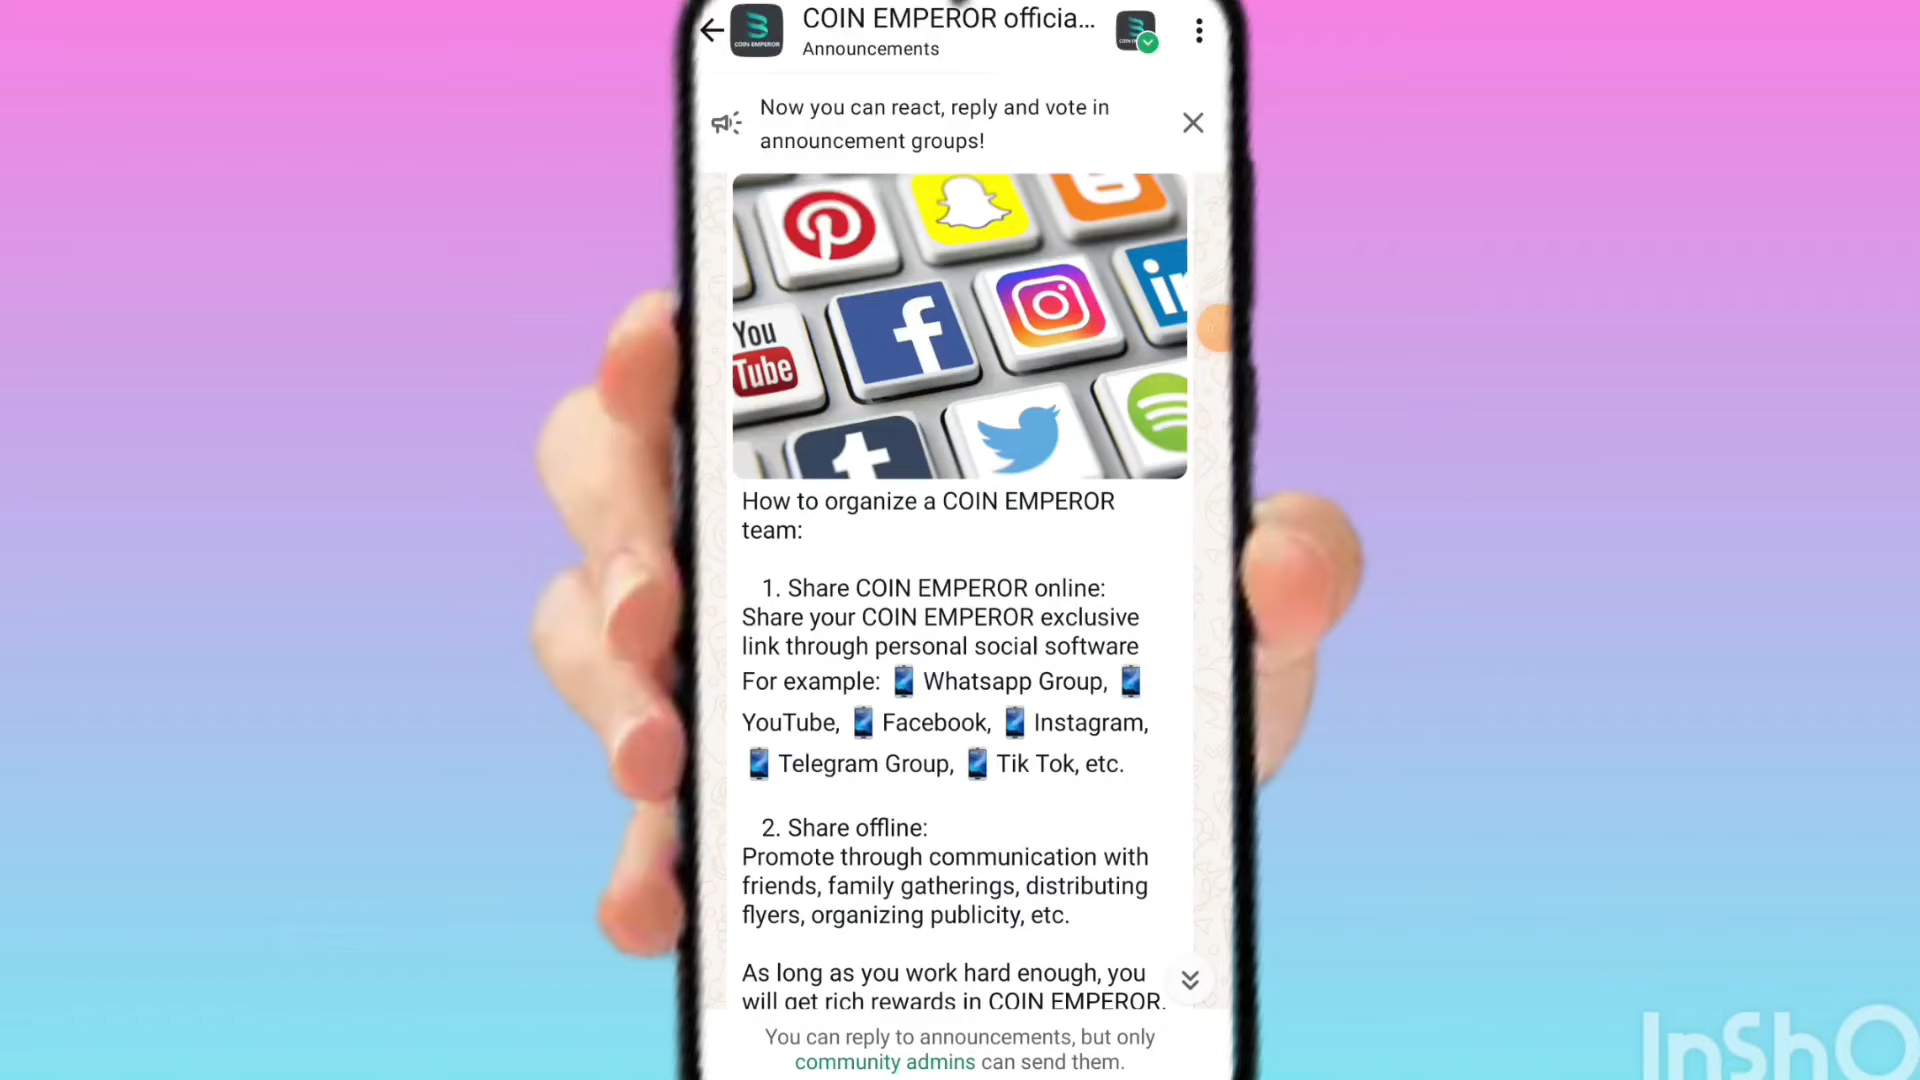 COIN EMPEROR officia...
Announcements
COIN EMPEROR
Now you can react, reply and vote in
announcement groups!
You
Tube
f
in
t
How to organize a COIN EMPEROR
team:
1. Share COIN EMPEROR online:
Share your COIN EMPEROR exclusive
link through personal social software
For example: 📱 Whatsapp Group, 📱
YouTube, 📱 Facebook, 📱 Instagram,
📱 Telegram Group, 📱 Tik Tok, etc.
2. Share offline:
Promote through communication with
friends, family gatherings, distributing
flyers, organizing publicity, etc.
As long as you work hard enough, you
will get rich rewards in COIN EMPEROR.
You can reply to announcements, but only
community admins can send them.
InShO